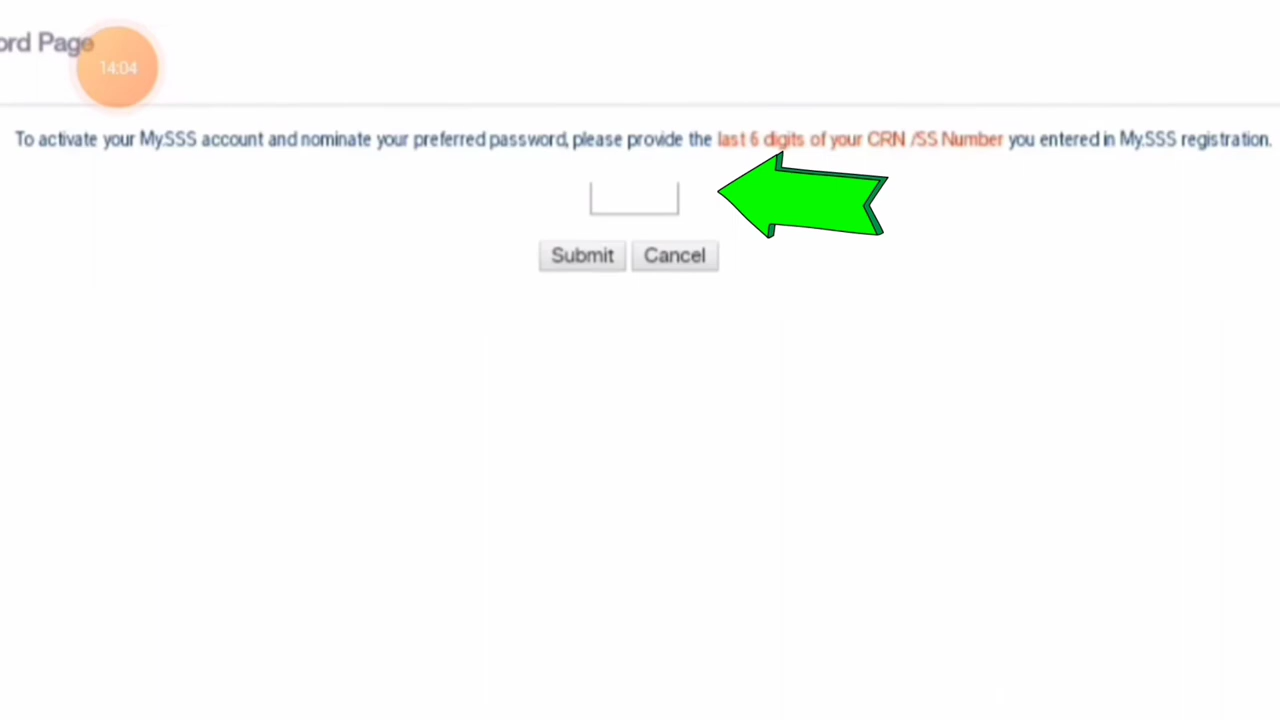 ord Page
14:04
To activate your My.SSS account and nominate your preferred password, please provide the last 6 digits of your CRN /SS Number you entered in My.SSS registration.
Submit Cancel